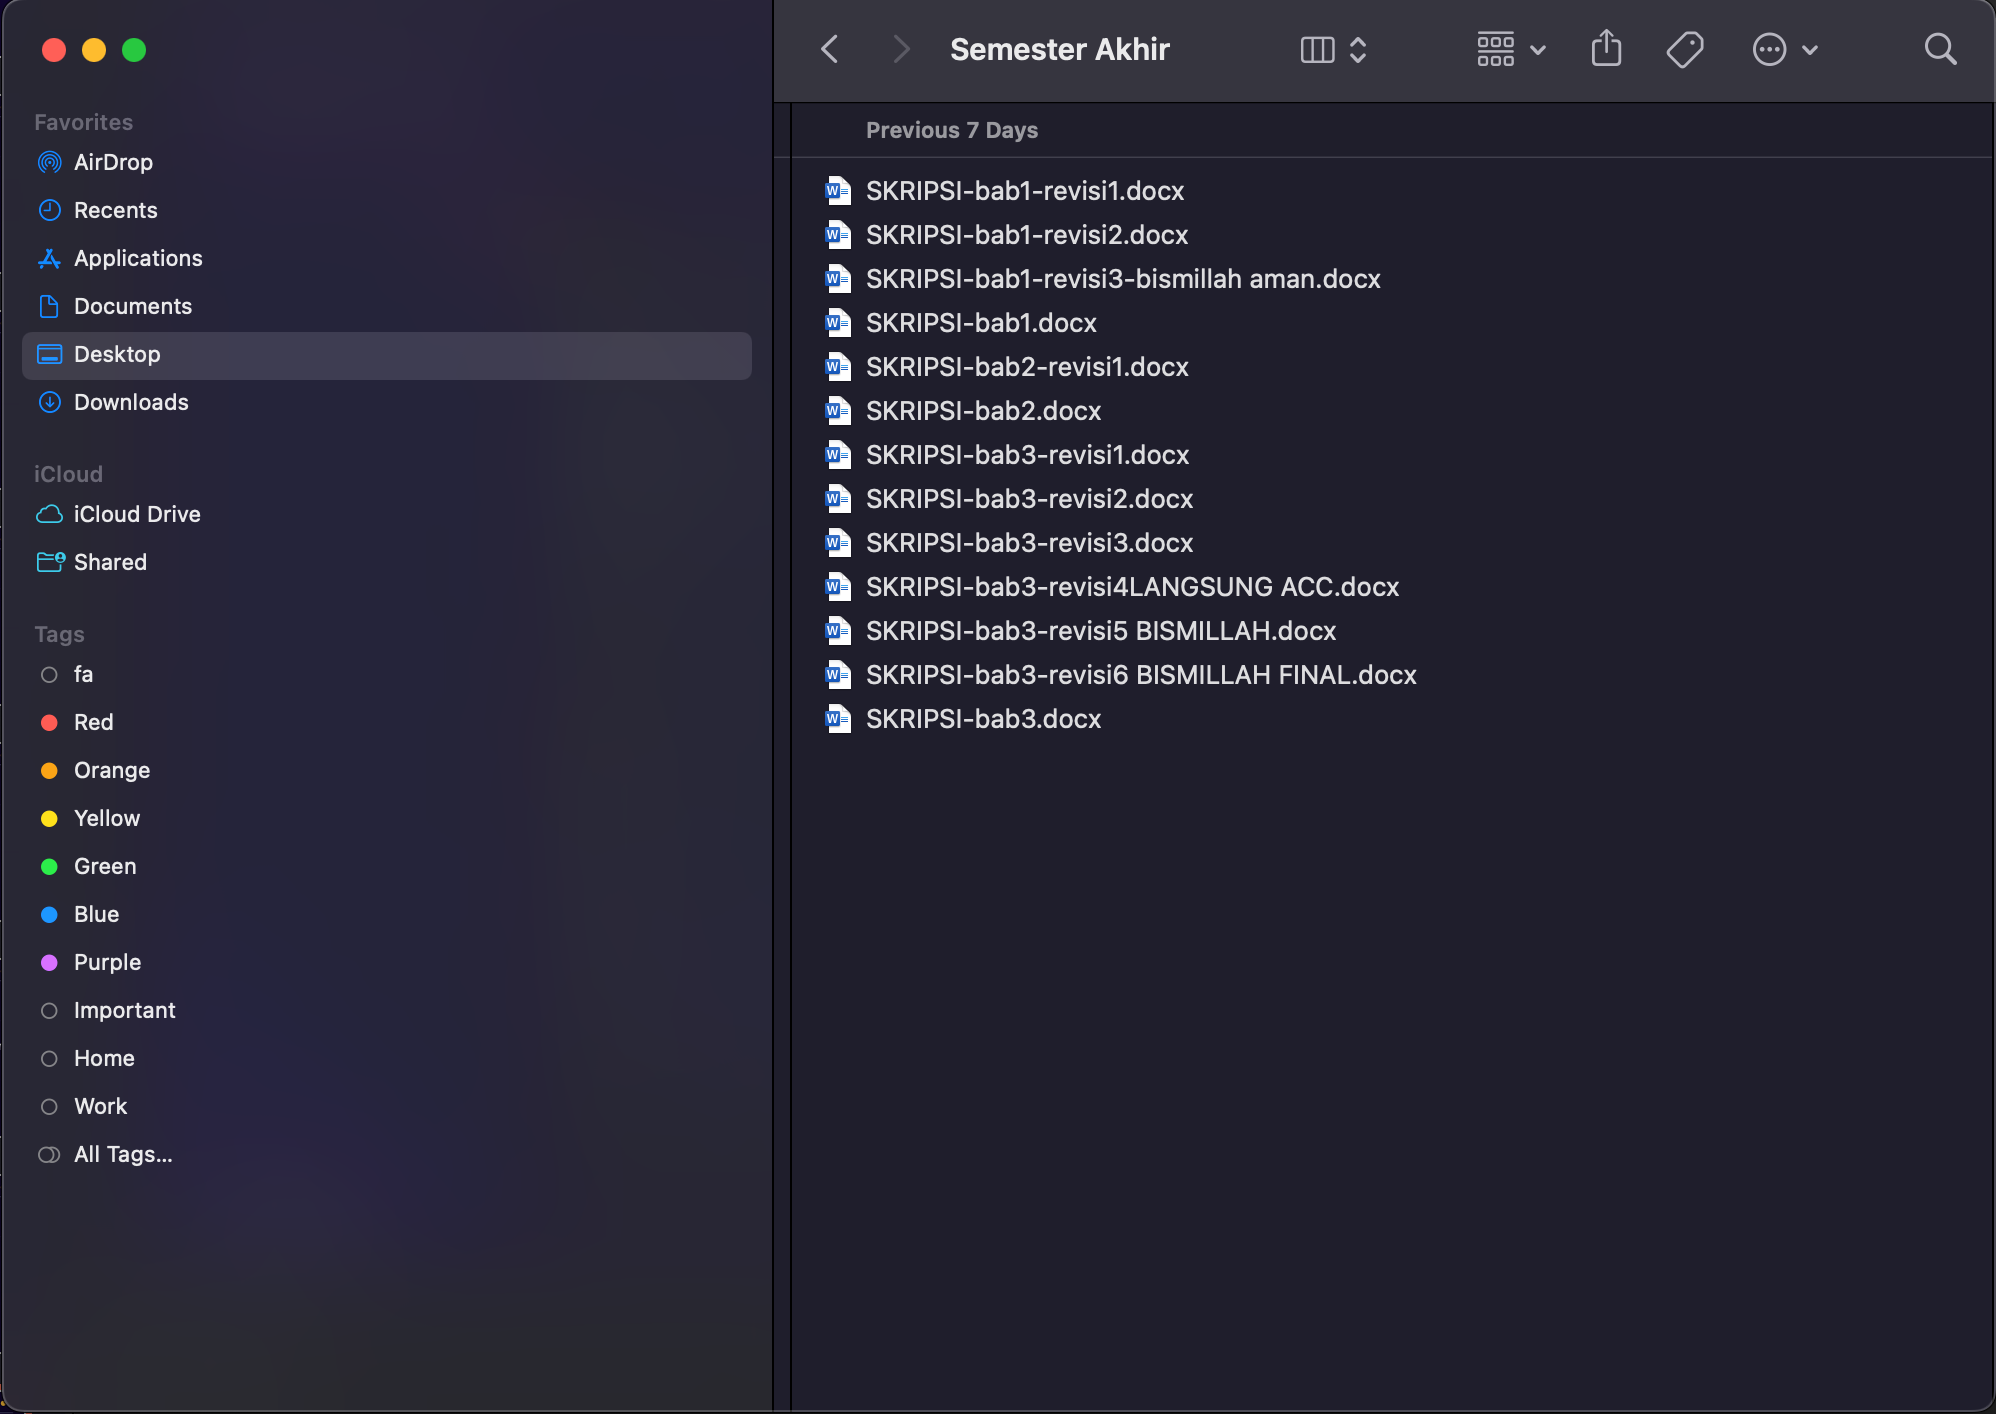 Favorites
AirDrop
Recents
Applications
Documents
Desktop
Downloads
iCloud
iCloud Drive
Shared
Tags
fa
Red
Orange
Yellow
Green
Blue
Purple
Important
Home
Work
All Tags...
Semester Akhir
Previous 7 Days
SKRIPSI-bab1-revisi1.docx
SKRIPSI-bab1-revisi2.docx
SKRIPSI-bab1-revisi3-bismillah aman.docx
SKRIPSI-bab1.docx
SKRIPSI-bab2-revisi1.docx
SKRIPSI-bab2.docx
SKRIPSI-bab3-revisi1.docx
SKRIPSI-bab3-revisi2.docx
SKRIPSI-bab3-revisi3.docx
SKRIPSI-bab3-revisi4LANGSUNG ACC.docx
SKRIPSI-bab3-revisi5 BISMILLAH.docx
SKRIPSI-bab3-revisi6 BISMILLAH FINAL.docx
SKRIPSI-bab3.docx